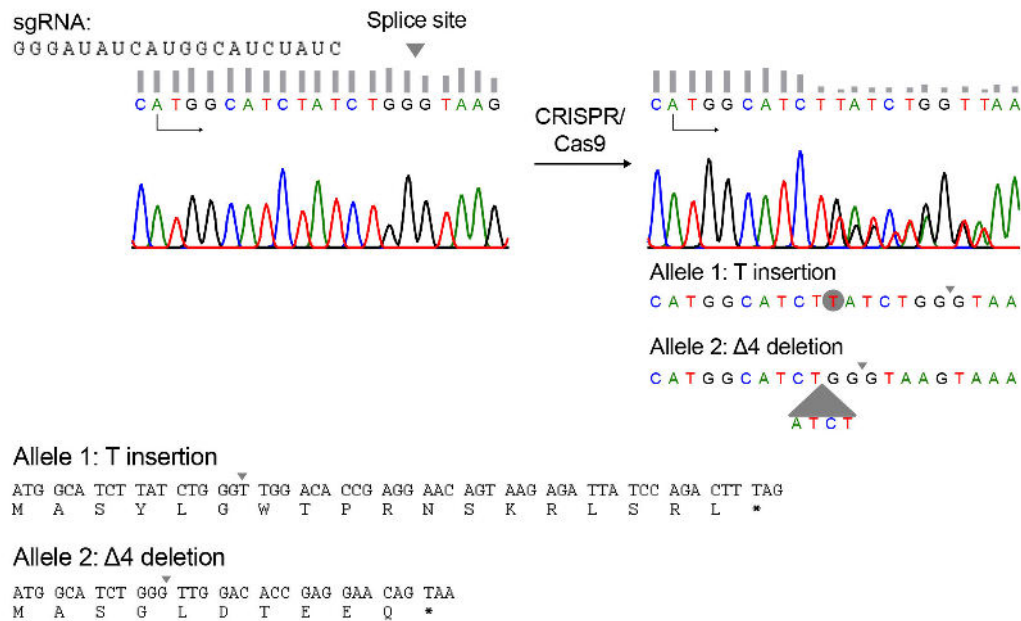 sgRNA:
GGGAUAUCAUGGCAUCUAUC
Splice site
CATGGCATCTATCTGGGTAAG
CRISPR/
Cas9
CATGGCATCTTATCTGGTTAA
Allele 1: T insertion
CATGGCATCTTATCTGGGTAA
Allele 2: Δ4 deletion
CATGGCATCTGGGTAAGTAAA
ATCT
Allele 1: T insertion
ATG GCA TCT TAT CTG GGT TGG ACA CCG AGG AAC AGT AAG AGA TTA TCC AGA CTT TAG
M A S Y L G W T P R N S K R L S R L *
Allele 2: Δ4 deletion
ATG GCA TCT GGG TTG GAC ACC GAG GAA CAG TAA
M A S G L D T E E Q *